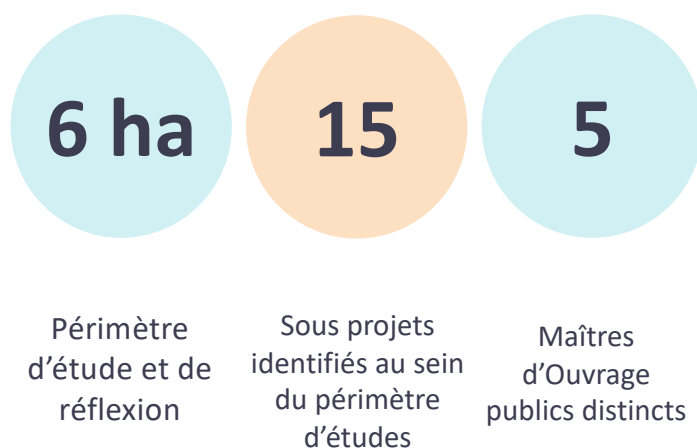 6 ha
15
5
Périmètre
d’étude et de
réflexion
Sous projets
identifiés au sein
du périmètre
d’études
Maîtres
d’Ouvrage
publics distincts